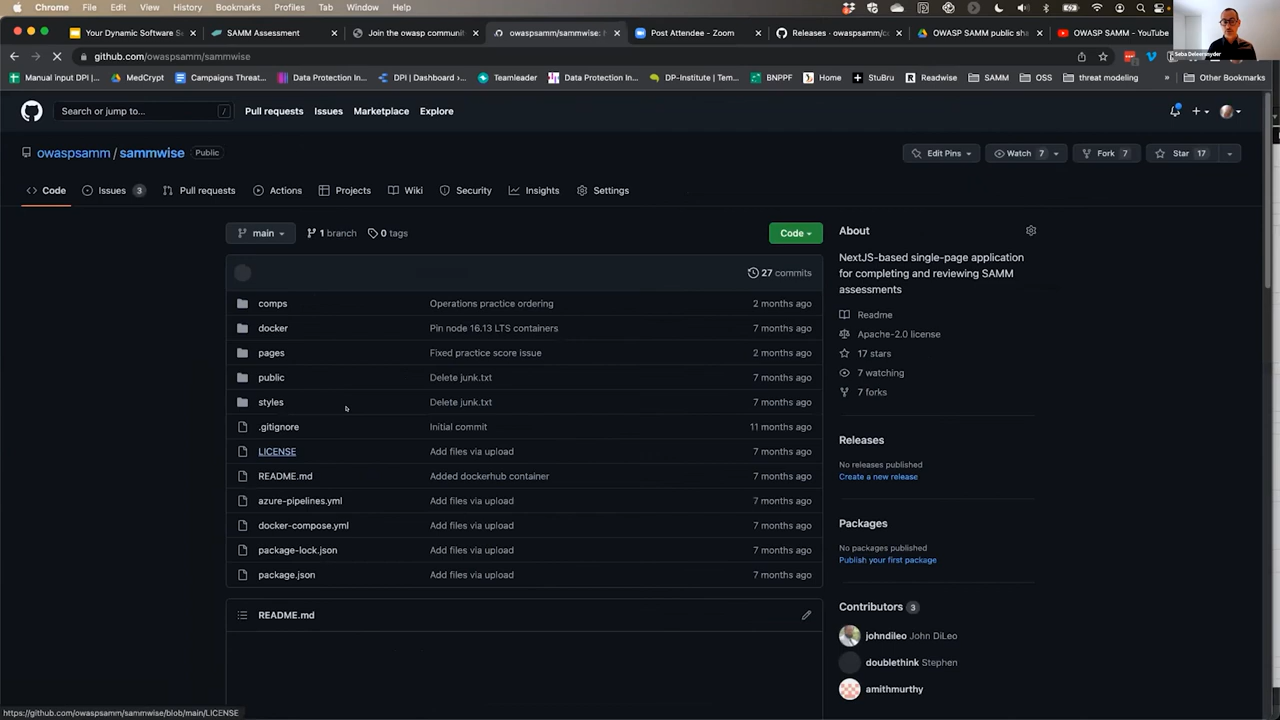 Chrome File Edit View History Bookmarks Profiles Tab Window Help
Your Dynamic Software S
SAMM Assessment
Join the owasp communit
owaspsamm/sammwise:
Post Attendee - Zoom
Releases · owaspsamm/co
OWASP SAMM public sha
OWASP SAMM - YouTube
Seba Deleersnyder
github.com/owaspsamm/sammwise
Manual input DPI (TE
MedCrypt
Campaigns Threat...
Data Protection In...
DPI | Dashboard ›...
Teamleader
Data Protection In...
DP-Institute | Tem...
BNPPF
Home
StuBru
Readwise
SAMM
OSS
threat modeling
»
Other Bookmarks
Search or jump to... /
Pull requests Issues Marketplace Explore
owaspsamm / sammwise Public
Edit Pins
Watch 7
Fork 7
Star 17
Code
Issues 3
Pull requests
Actions
Projects
Wiki
Security
Insights
Settings
main
1 branch
0 tags
Code
27 commits
comps Operations practice ordering 2 months ago
docker Pin node 16.13 LTS containers 7 months ago
pages Fixed practice score issue 2 months ago
public Delete junk.txt 7 months ago
styles Delete junk.txt 7 months ago
.gitignore Initial commit 11 months ago
LICENSE Add files via upload 7 months ago
README.md Added dockerhub container 7 months ago
azure-pipelines.yml Add files via upload 7 months ago
docker-compose.yml Add files via upload 7 months ago
package-lock.json Add files via upload 7 months ago
package.json Add files via upload 7 months ago
README.md
About
NextJS-based single-page application
for completing and reviewing SAMM
assessments
Readme
Apache-2.0 license
17 stars
7 watching
7 forks
Releases
No releases published
Create a new release
Packages
No packages published
Publish your first package
Contributors 3
johndileo John DiLeo
doublethink Stephen
amithmurthy
https://github.com/owaspsamm/sammwise/blob/main/LICENSE